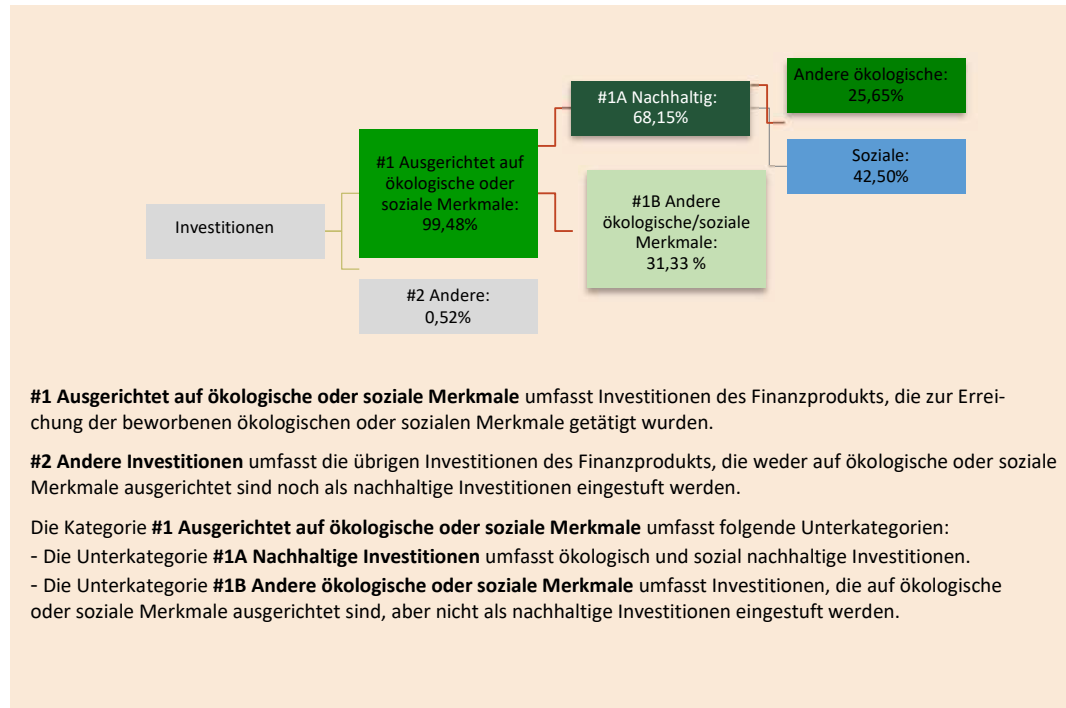 Andere ökologische:
25,65%
#1A Nachhaltig:
68,15%
Soziale:
42,50%
#1 Ausgerichtet auf
ökologische oder
soziale Merkmale:
99,48%
#1B Andere
ökologische/soziale
Merkmale:
31,33 %
Investitionen
#2 Andere:
0,52%
#1 Ausgerichtet auf ökologische oder soziale Merkmale umfasst Investitionen des Finanzprodukts, die zur Errei-
chung der beworbenen ökologischen oder sozialen Merkmale getätigt wurden.
#2 Andere Investitionen umfasst die übrigen Investitionen des Finanzprodukts, die weder auf ökologische oder soziale
Merkmale ausgerichtet sind noch als nachhaltige Investitionen eingestuft werden.
Die Kategorie #1 Ausgerichtet auf ökologische oder soziale Merkmale umfasst folgende Unterkategorien:
- Die Unterkategorie #1A Nachhaltige Investitionen umfasst ökologisch und sozial nachhaltige Investitionen.
- Die Unterkategorie #1B Andere ökologische oder soziale Merkmale umfasst Investitionen, die auf ökologische
oder soziale Merkmale ausgerichtet sind, aber nicht als nachhaltige Investitionen eingestuft werden.